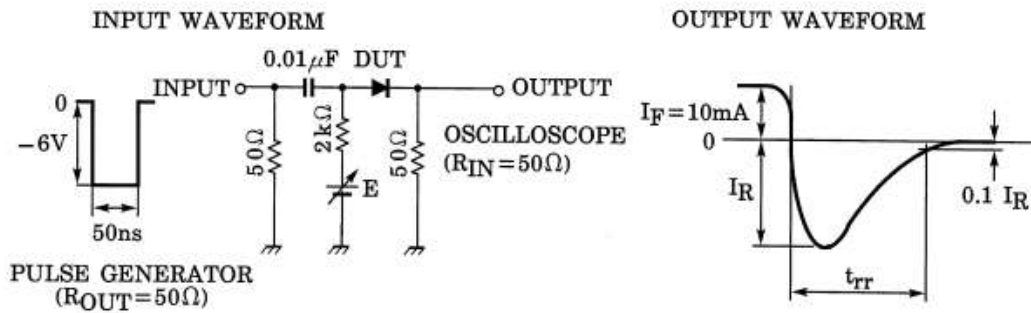 INPUT WAVEFORM
0
−6V
50ns
PULSE GENERATOR
(ROUT=50Ω)
INPUT
0.01μF DUT
50Ω
2kΩ
E
50Ω
OUTPUT
OSCILLOSCOPE
(RIN=50Ω)
OUTPUT WAVEFORM
IF=10mA
0
IR
0.1 IR
trr